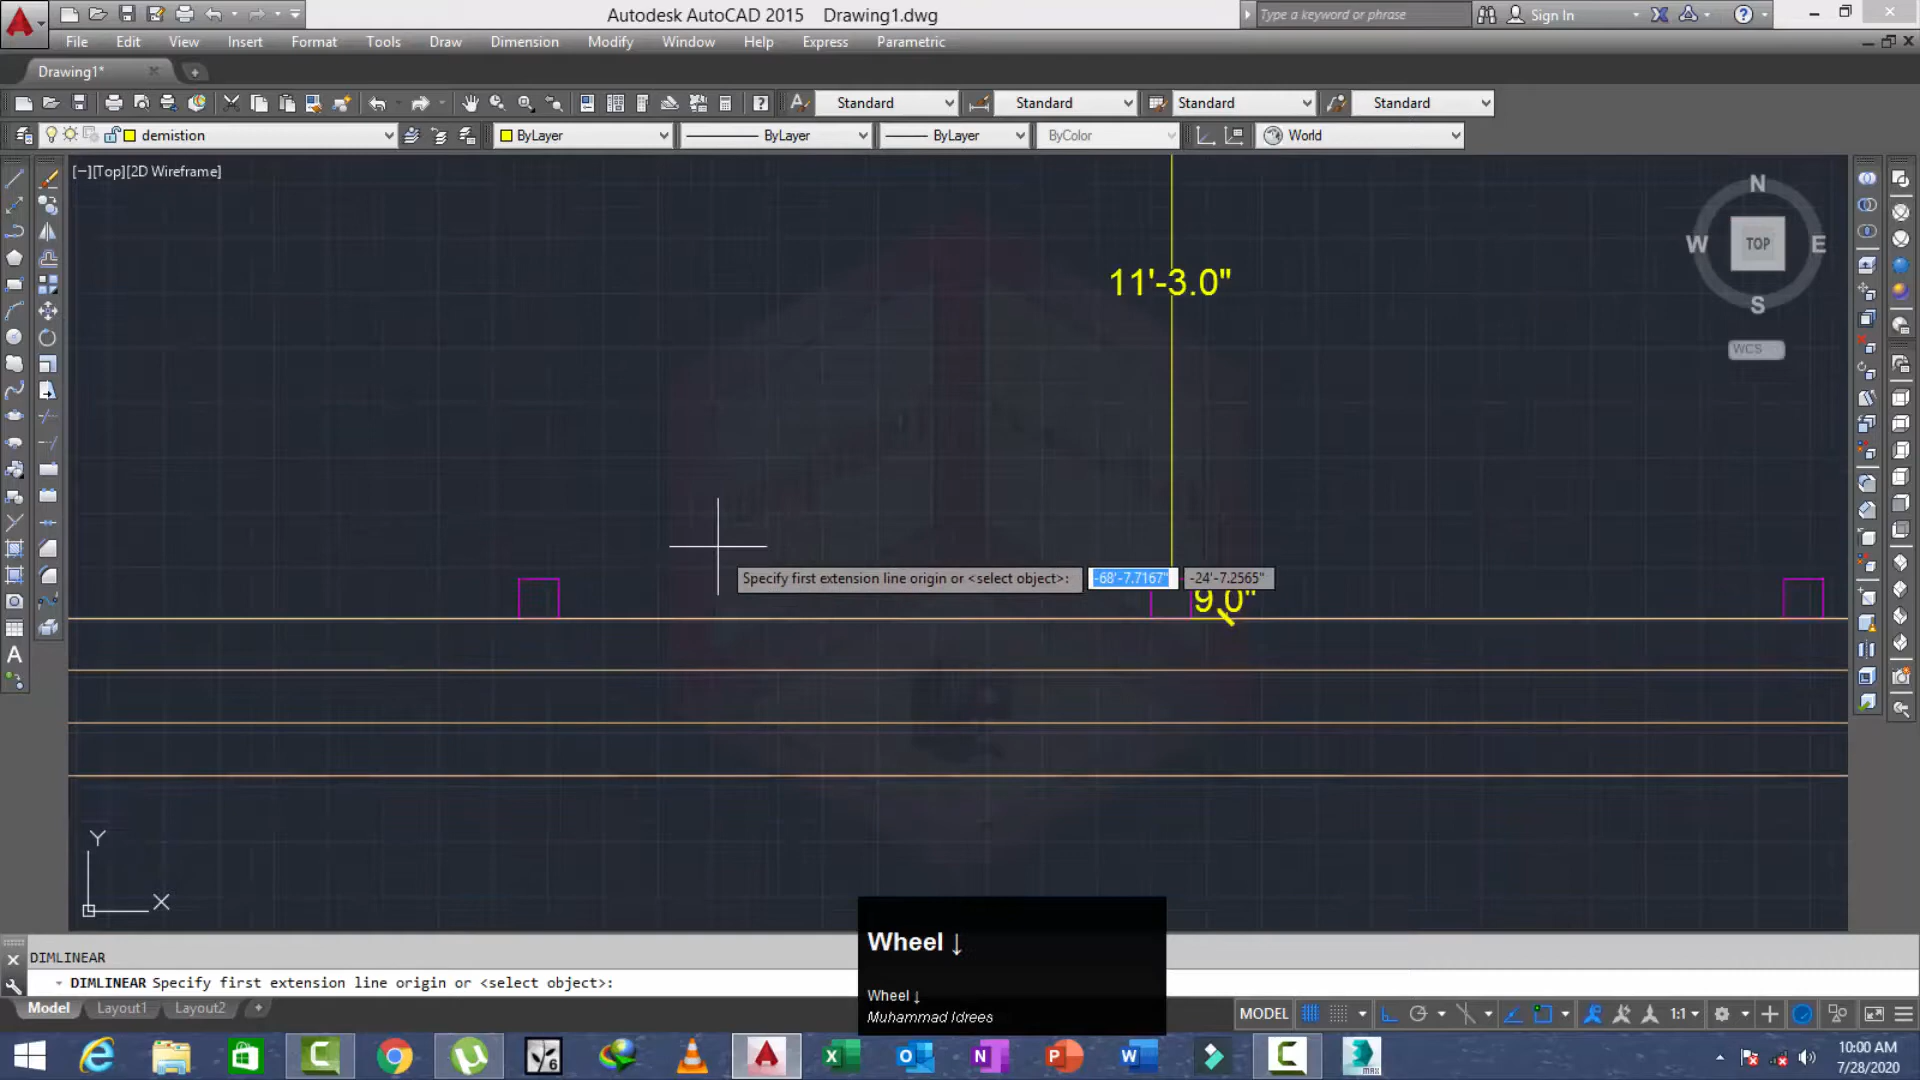 Autodesk AutoCAD 2015 Drawing1.dwg
Type a keyword or phrase
Sign In
File Edit View Insert Format Tools Draw Dimension Modify Window Help Express Parametric
Drawing1*
Standard Standard Standard Standard
demistion ByLayer ByLayer ByLayer ByColor World
[−][Top][2D Wireframe]
N
W TOP E
S
WCS
11'-3.0"
Specify first extension line origin or <select object>: -68'-7.7167" -24'-7.2565"
9.0"
Y
X
Wheel ↓
Wheel ↓
Muhammad Idrees
DIMLINEAR
DIMLINEAR Specify first extension line origin or <select object>:
Model Layout1 Layout2 +
MODEL 1:1
10:00 AM
7/28/2020